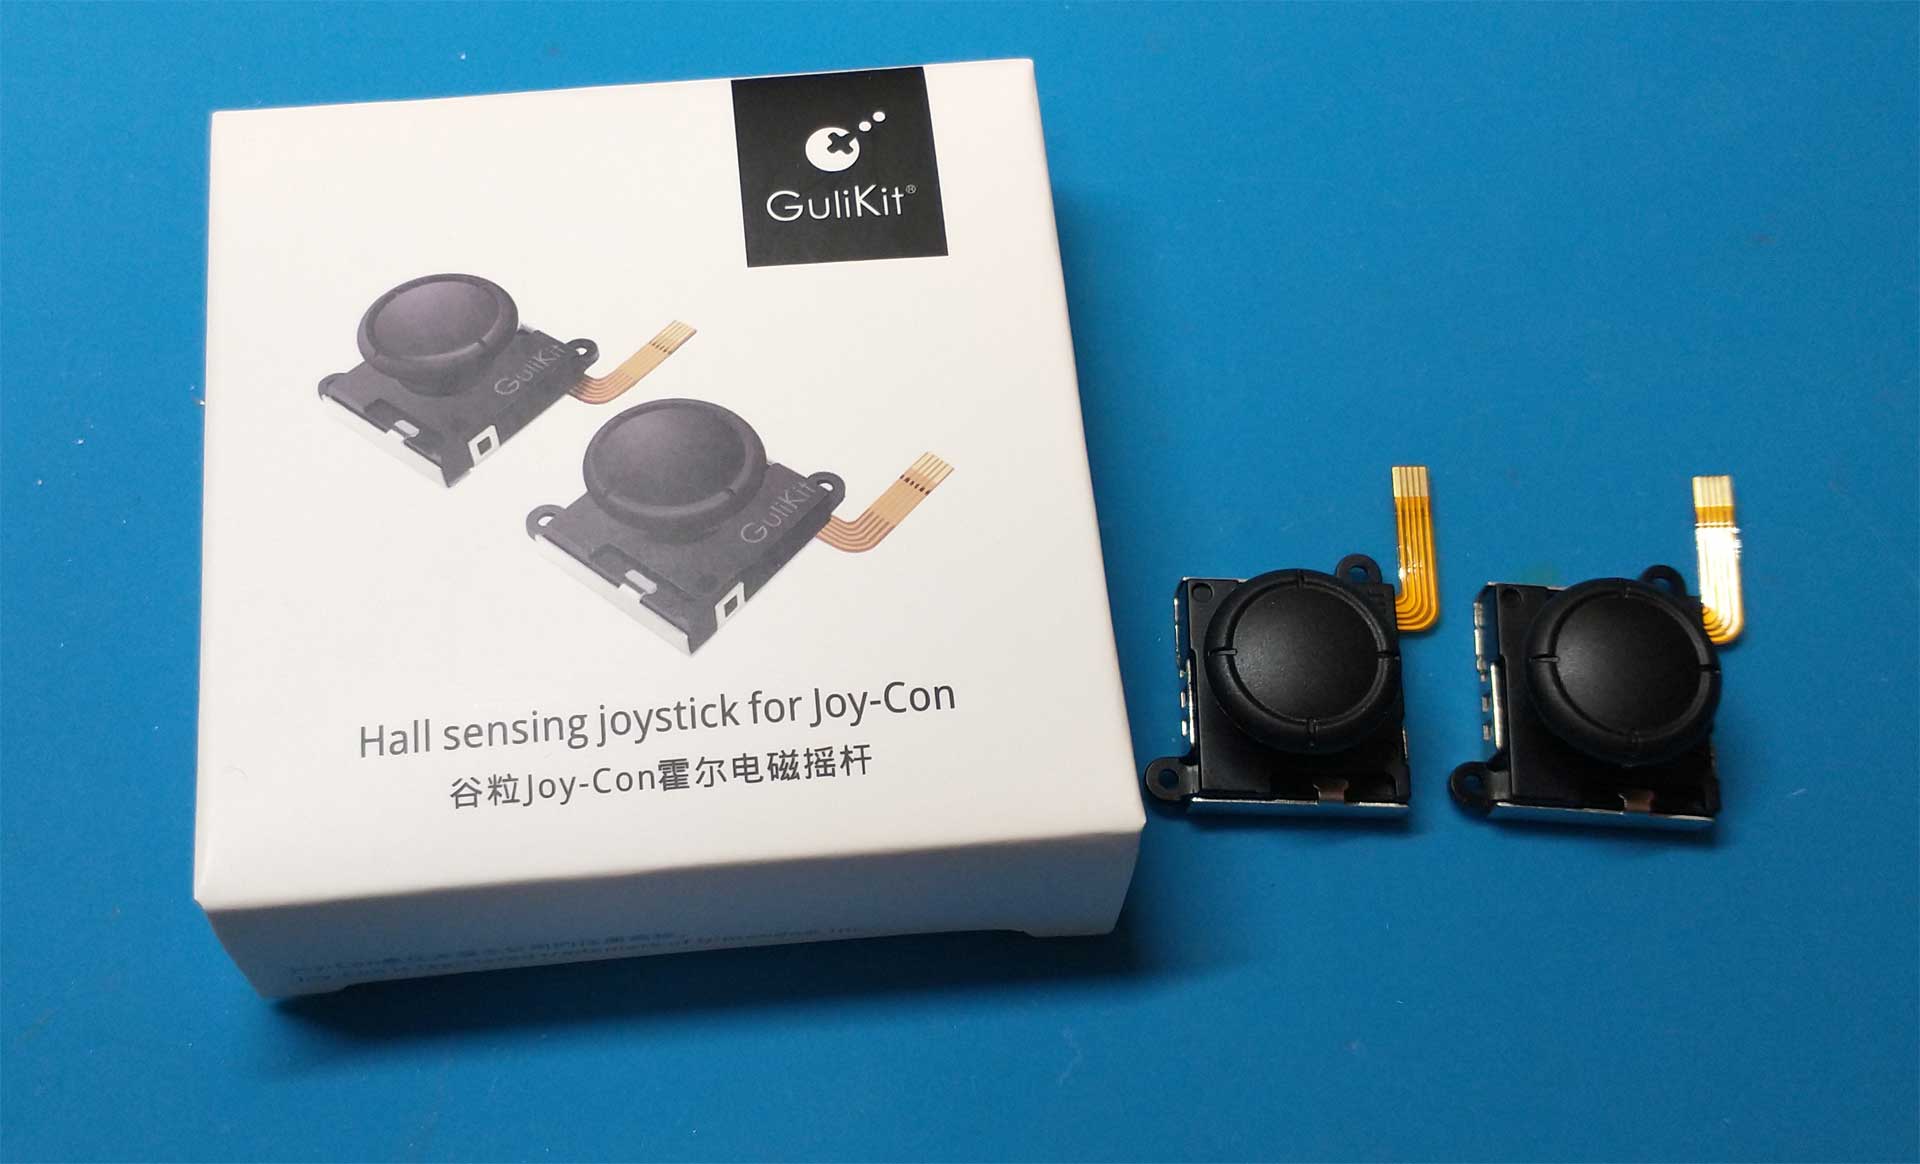 GuliKit®
GuliKit
GuliKit
Hall sensing joystick for Joy-Con
谷粒Joy-Con霍尔电磁摇杆